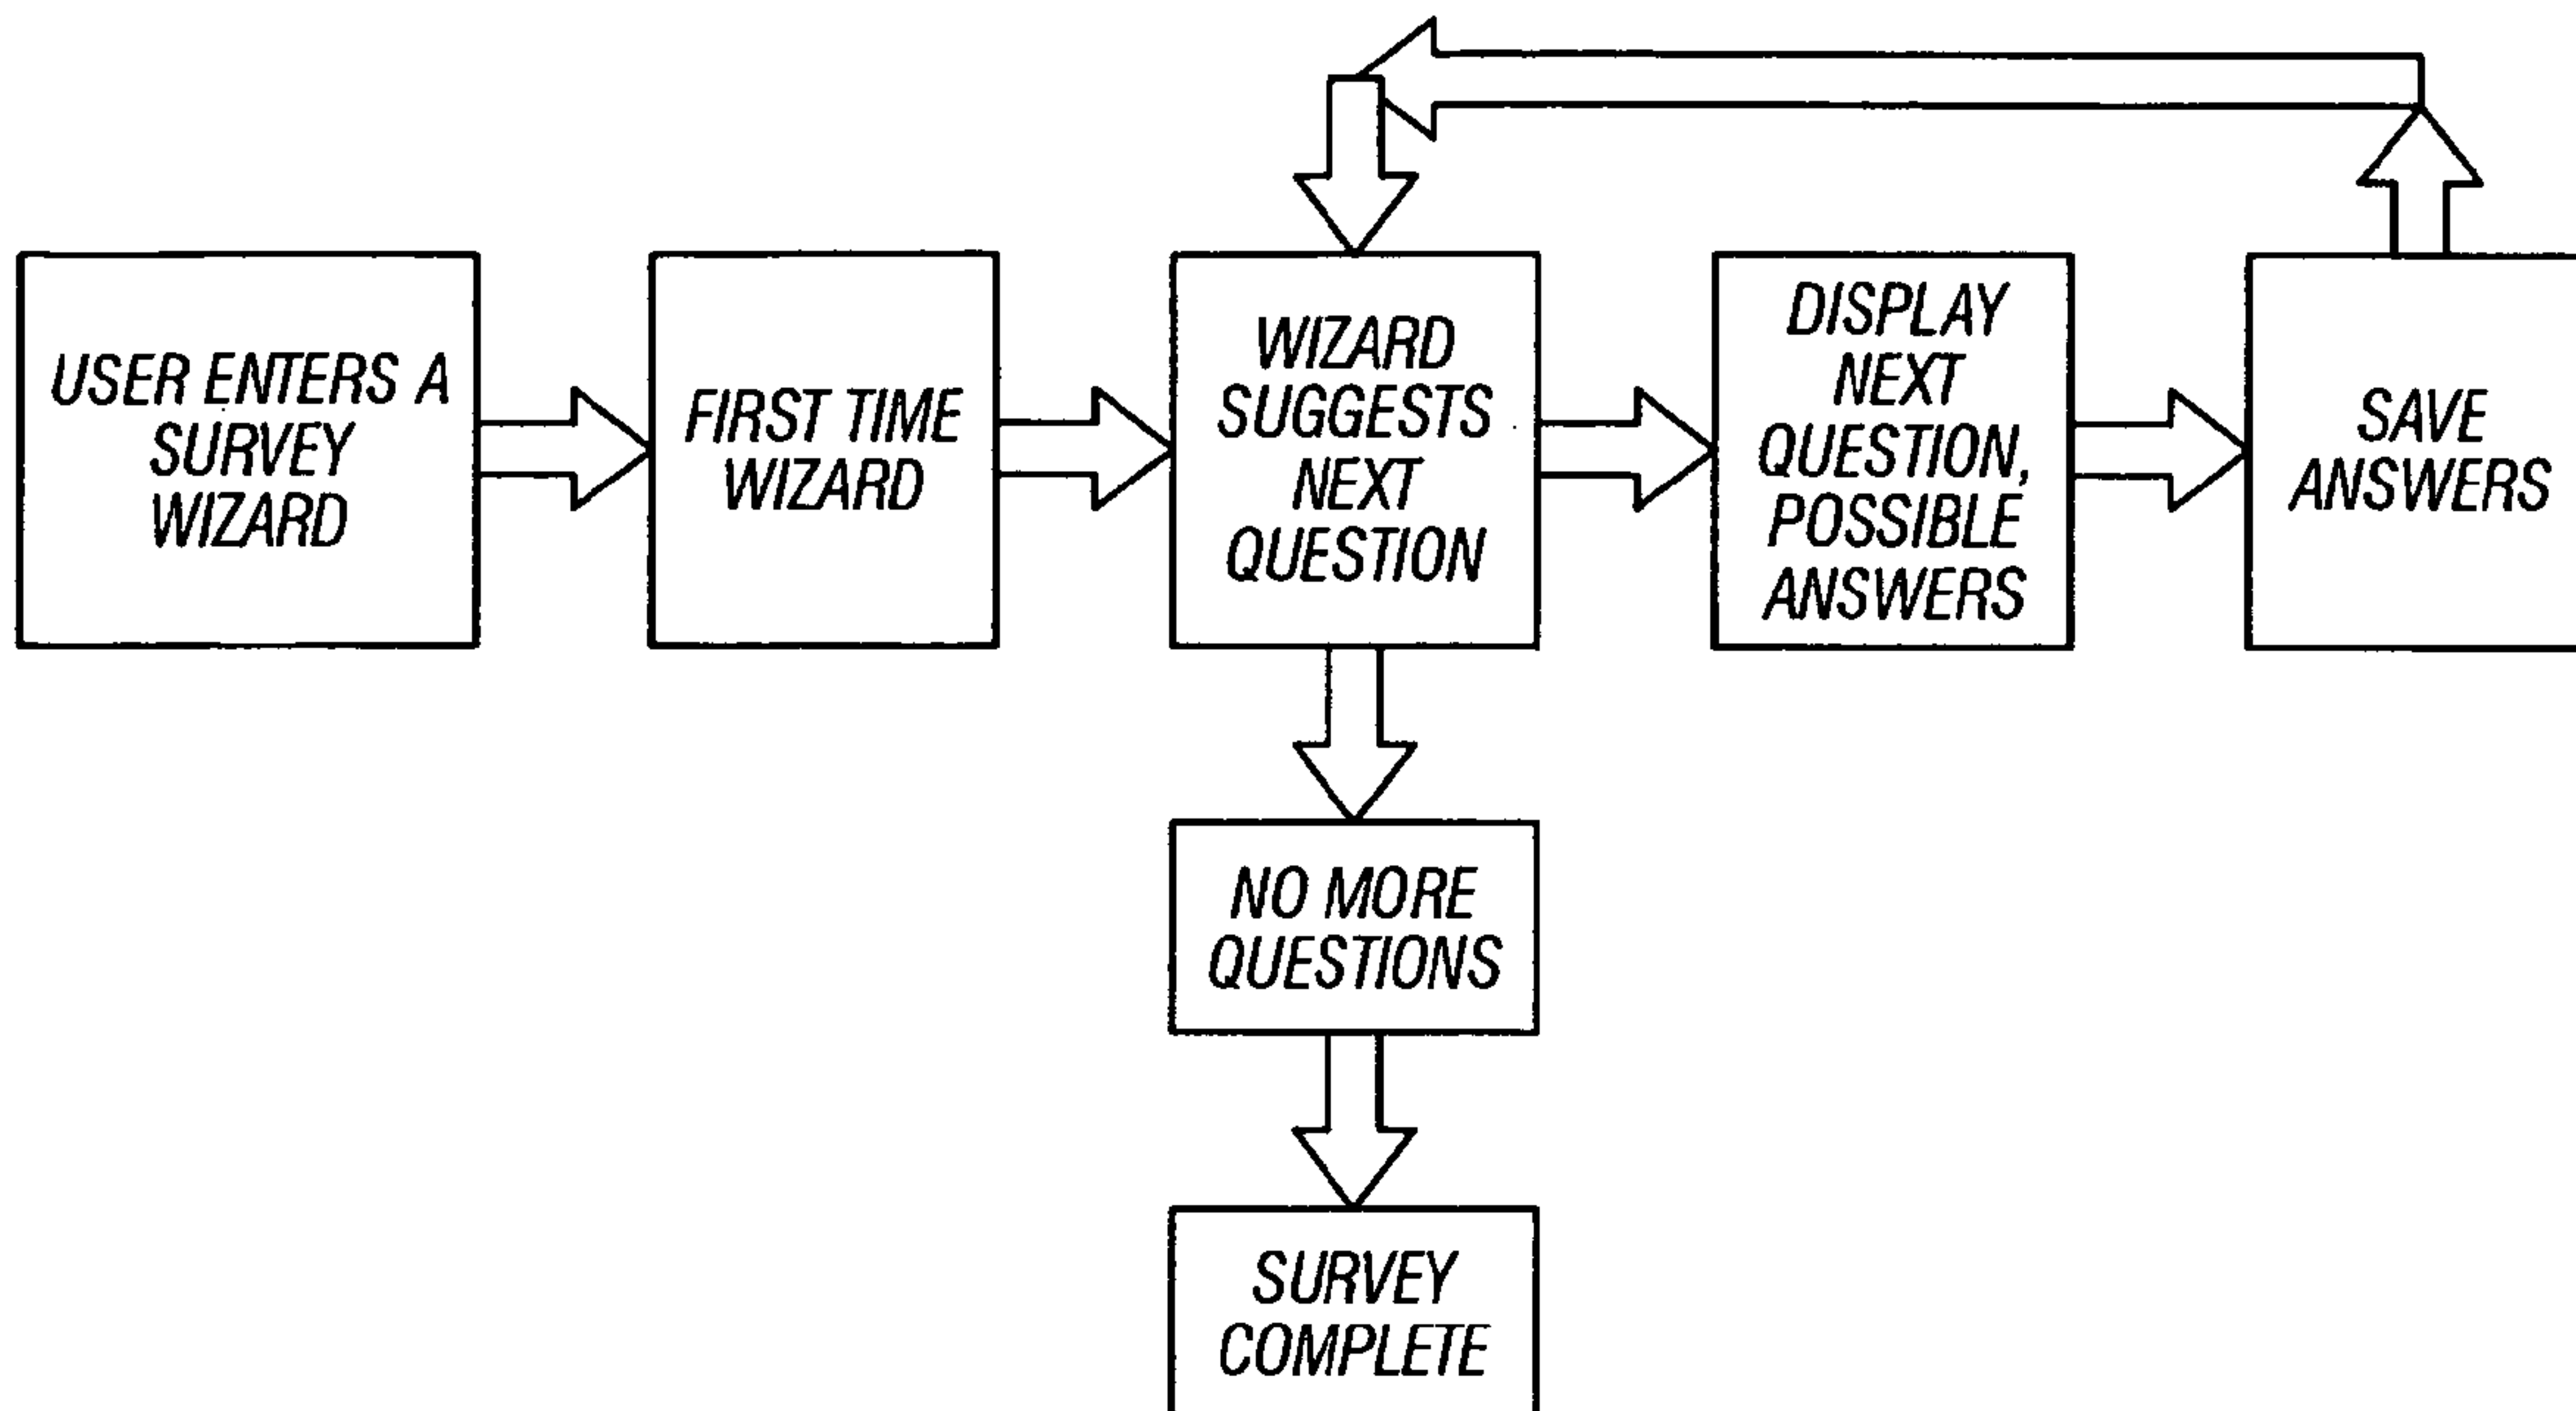 USER ENTERS A
SURVEY
WIZARD
FIRST TIME
WIZARD
WIZARD
SUGGESTS
NEXT
QUESTION
DISPLAY
NEXT
QUESTION,
POSSIBLE
ANSWERS
SAVE
ANSWERS
NO MORE
QUESTIONS
SURVEY
COMPLETE